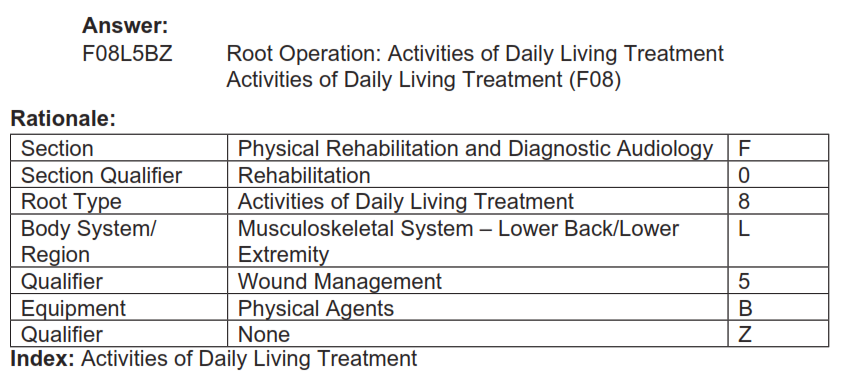 Answer:
F08L5BZ Root Operation: Activities of Daily Living Treatment
Activities of Daily Living Treatment (F08)
Rationale:
Section Physical Rehabilitation and Diagnostic Audiology F
Section Qualifier Rehabilitation 0
Root Type Activities of Daily Living Treatment 8
Body System/ Musculoskeletal System – Lower Back/Lower L
Region Extremity
Qualifier Wound Management 5
Equipment Physical Agents B
Qualifier None Z
Index: Activities of Daily Living Treatment